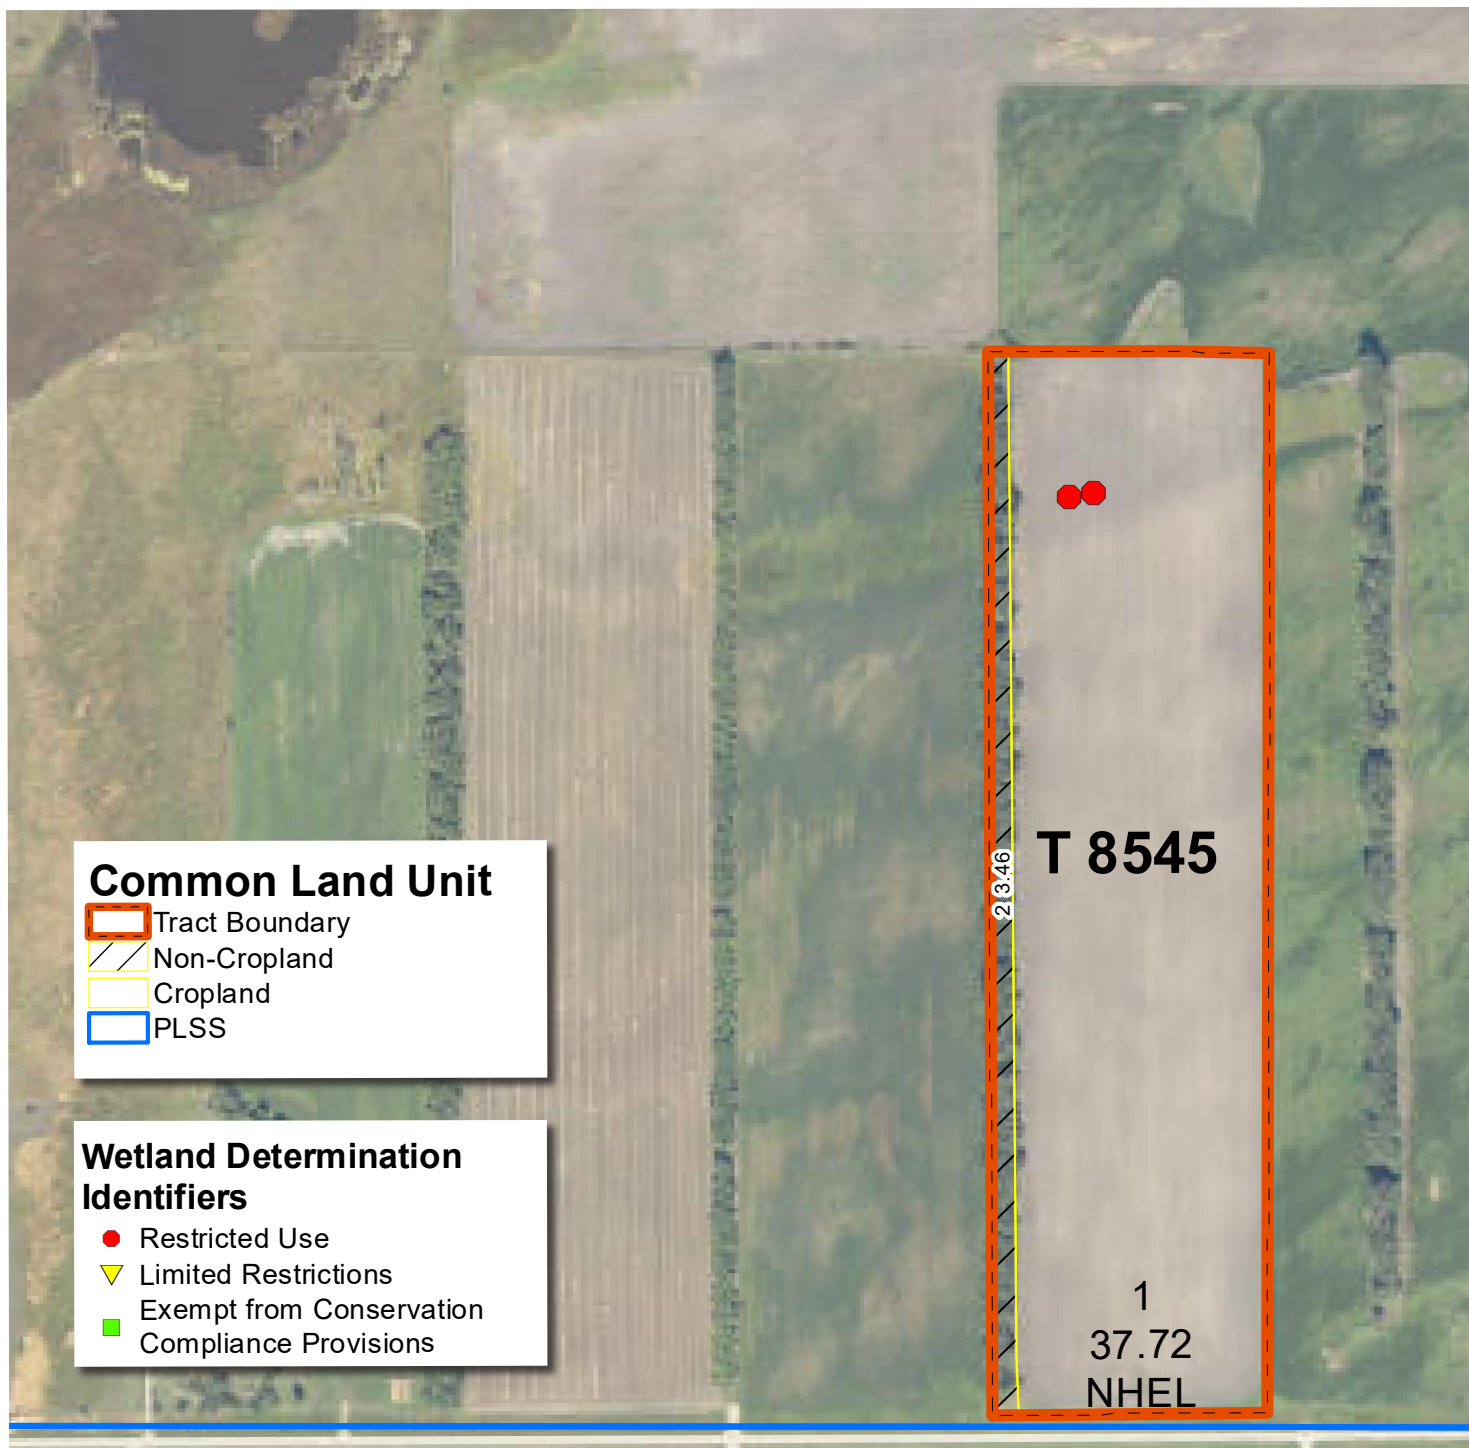 T 8545
2 3.46
1
37.72
NHEL
Common Land Unit
Tract Boundary
Non-Cropland
Cropland
PLSS
Wetland Determination
Identifiers
Restricted Use
Limited Restrictions
Exempt from Conservation
Compliance Provisions